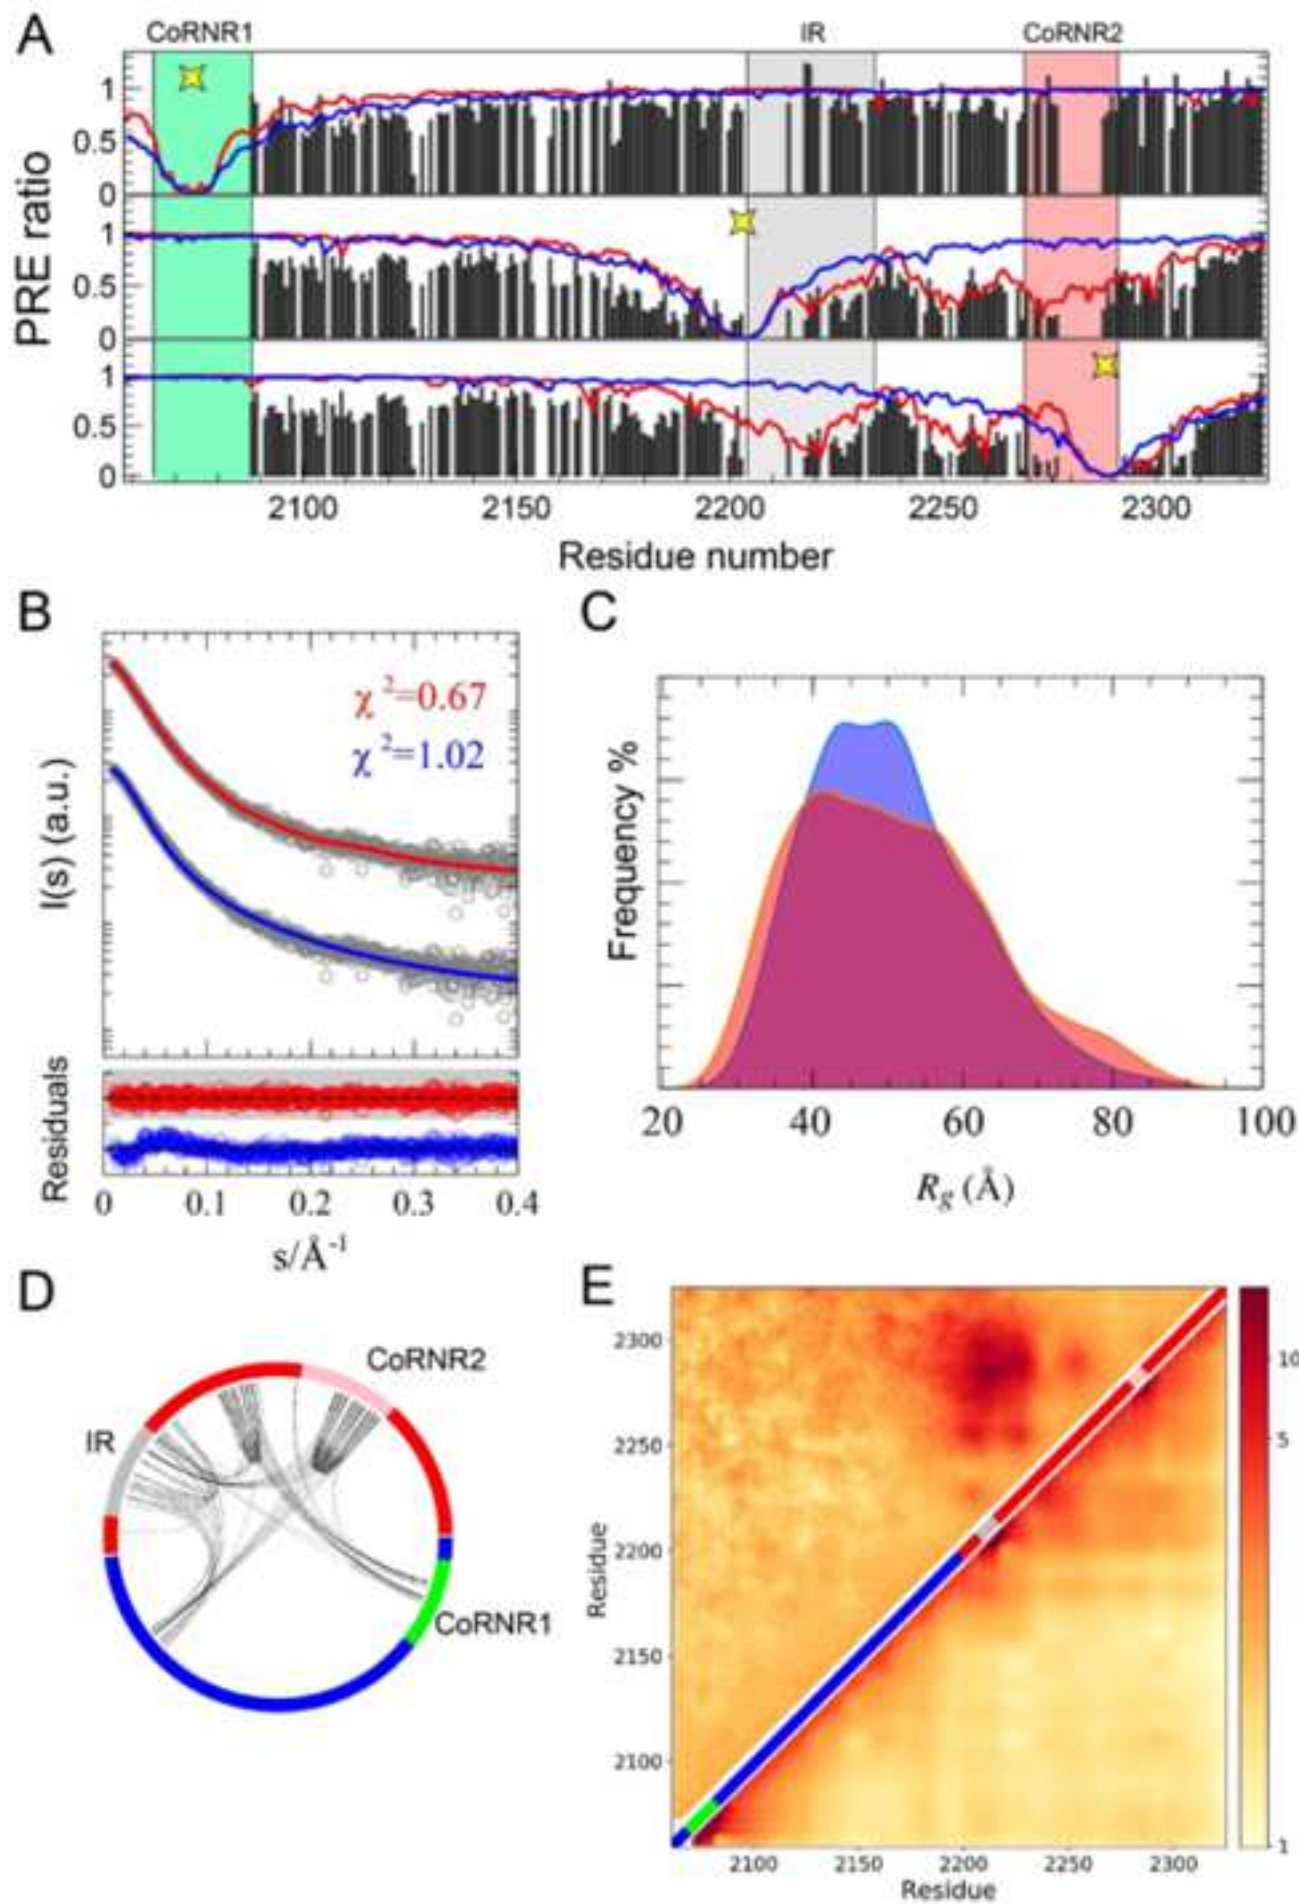 A
CoRNR1 IR CoRNR2
PRE ratio
1
0.5
0
1
0.5
0
1
0.5
0
2100 2150 2200 2250 2300
Residue number
B
χ²=0.67
χ²=1.02
I(s) (a.u.)
Residuals
0 0.1 0.2 0.3 0.4
s/Å⁻¹
C
Frequency %
20 40 60 80 100
Rg (Å)
D
CoRNR2
IR
CoRNR1
E
Residue
2300
2250
2200
2150
2100
2100 2150 2200 2250 2300
Residue
10
5
1